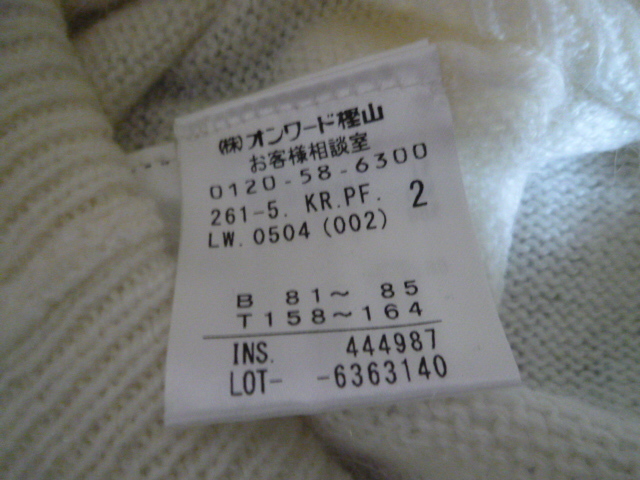 ㈱オンワード樫山
お客様相談室
0120-58-6300
261-5. KR.PF. 2
LW.0504(002)
B 81～ 85
T158～164
INS. 444987
LOT- -6363140